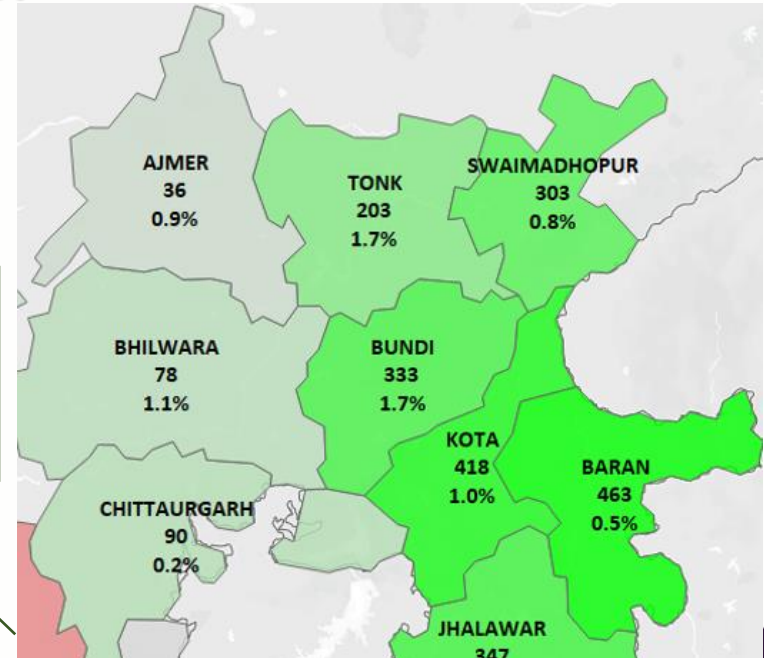 AJMER
36
0.9%
TONK
203
1.7%
SWAIMADHOPUR
303
0.8%
BHILWARA
78
1.1%
BUNDI
333
1.7%
KOTA
418
1.0%
BARAN
463
0.5%
CHITTAURGARH
90
0.2%
JHALAWAR
347